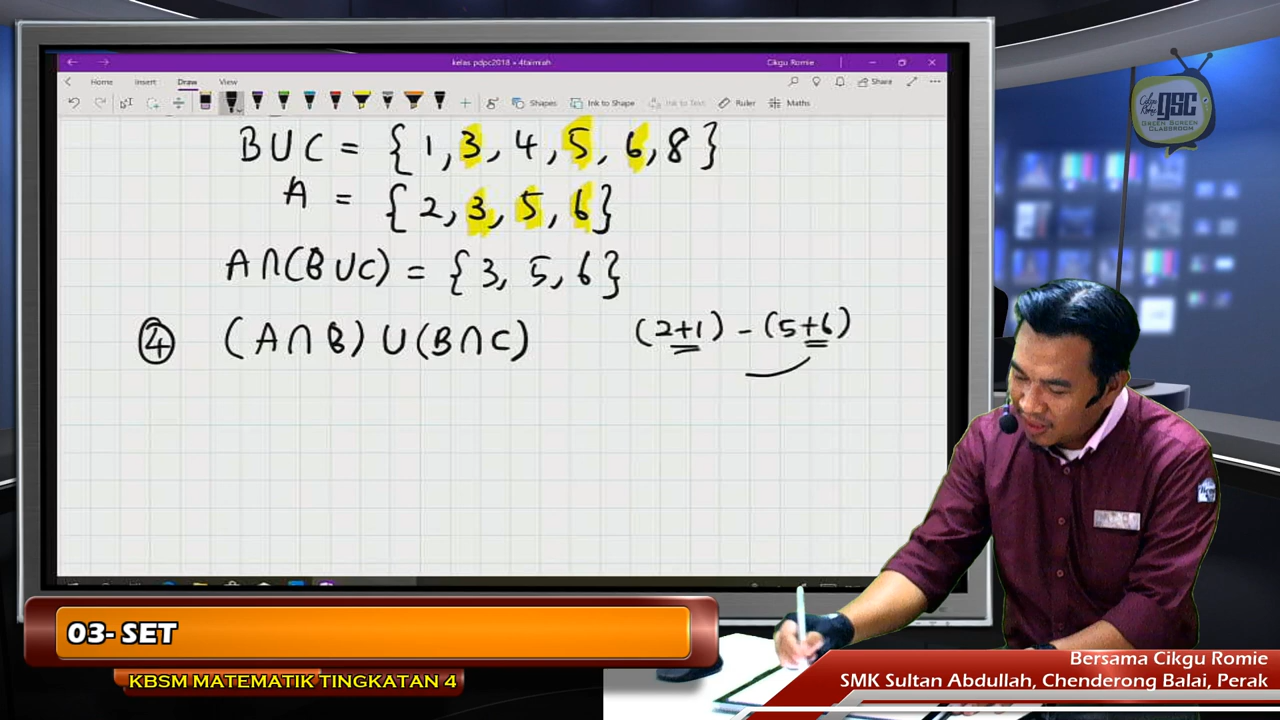 kelas pdpc2018 • 4taimiah
Cikgu Romie
Home Insert Draw View
Share
Shapes Ink to Shape Ink to Text Ruler Maths
B ∪ C = { 1, 3, 4, 5, 6, 8 }
A = { 2, 3, 5, 6 }
A ∩ (B ∪ C) = { 3, 5, 6 }
④ (A ∩ B) ∪ (B ∩ C) (2+1) - (5+6)
GSC
GREEN SCREEN
CLASSROOM
03- SET
KBSM MATEMATIK TINGKATAN 4
Bersama Cikgu Romie
SMK Sultan Abdullah, Chenderong Balai, Perak